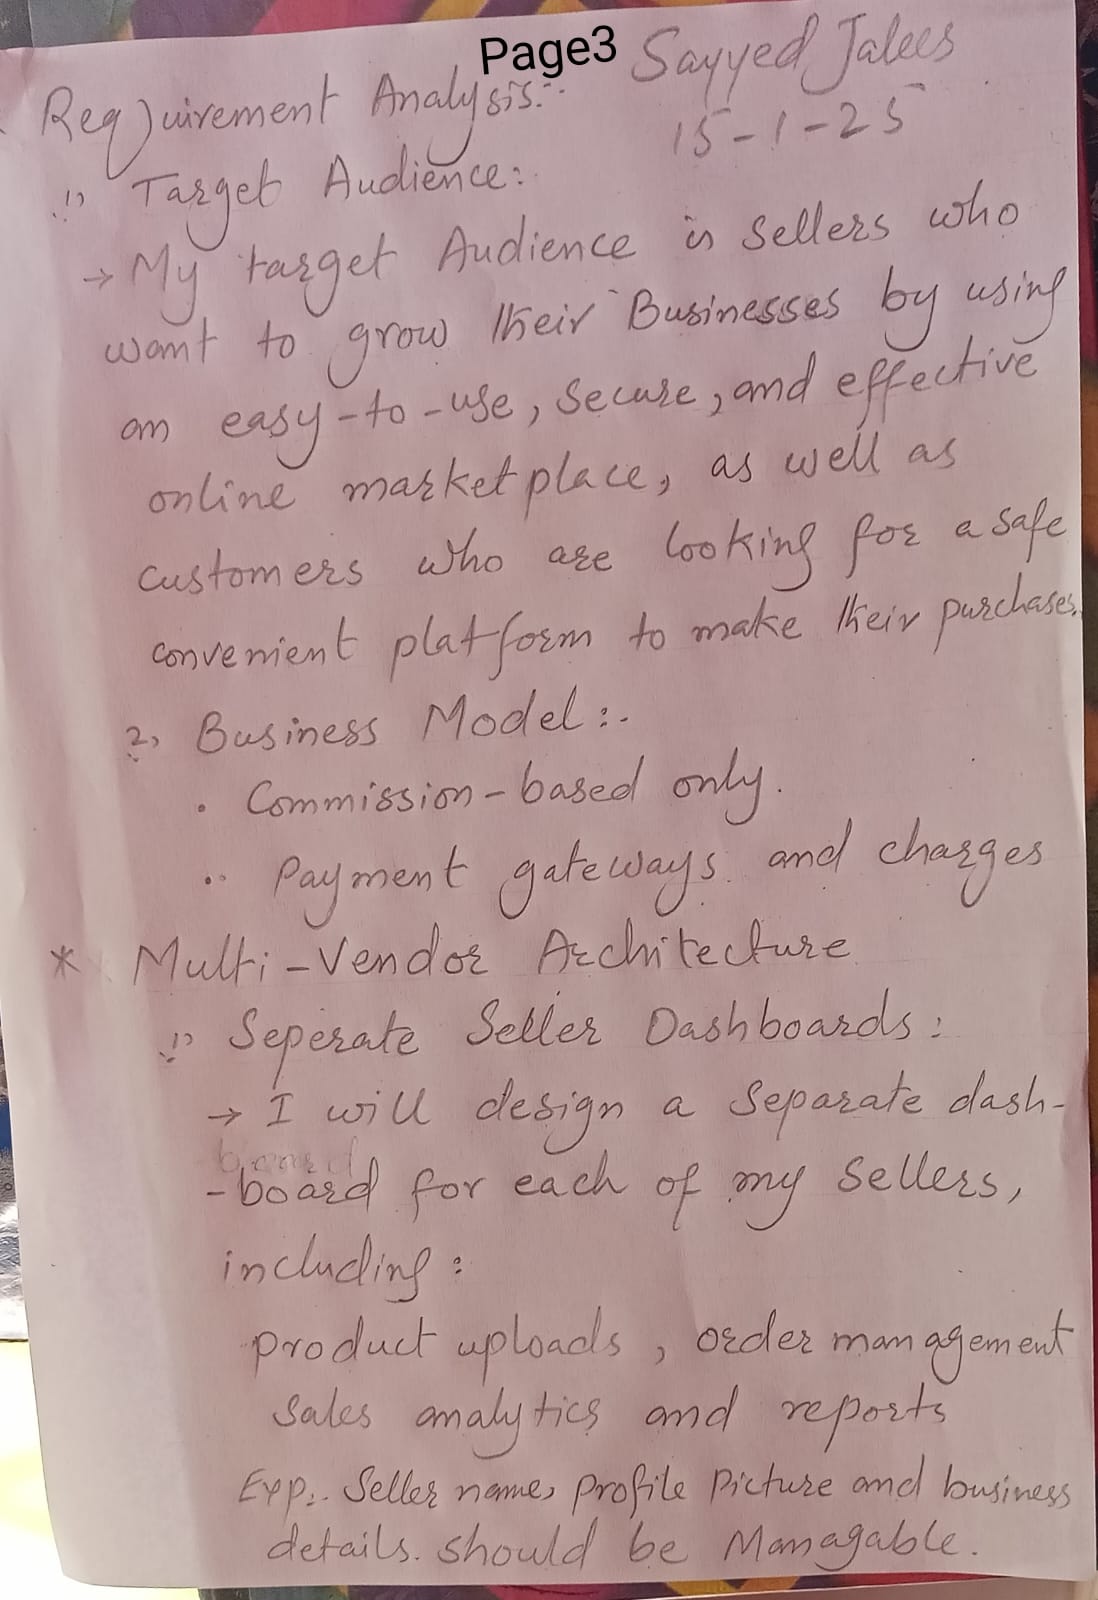 Page3 Sayyed Jalees
Requirement Analysis:-
15-1-25
1) Target Audience:
→ My target Audience is Sellers who
want to grow their Businesses by using
an easy-to-use, Secure, and effective
online marketplace, as well as
customers who are looking for a safe
convenient platform to make their purchases.
2, Business Model:-
• Commission-based only.
•• Payment gateways. and charges
* Multi-Vendor Architecture
1) Seperate Seller Dashboards:
→ I will design a Separate dash-
-board for each of my Sellers,
including:
product uploads, order management
Sales analytics and reports
Exp:. Seller name, Profile Picture and business
details. should be Managable.